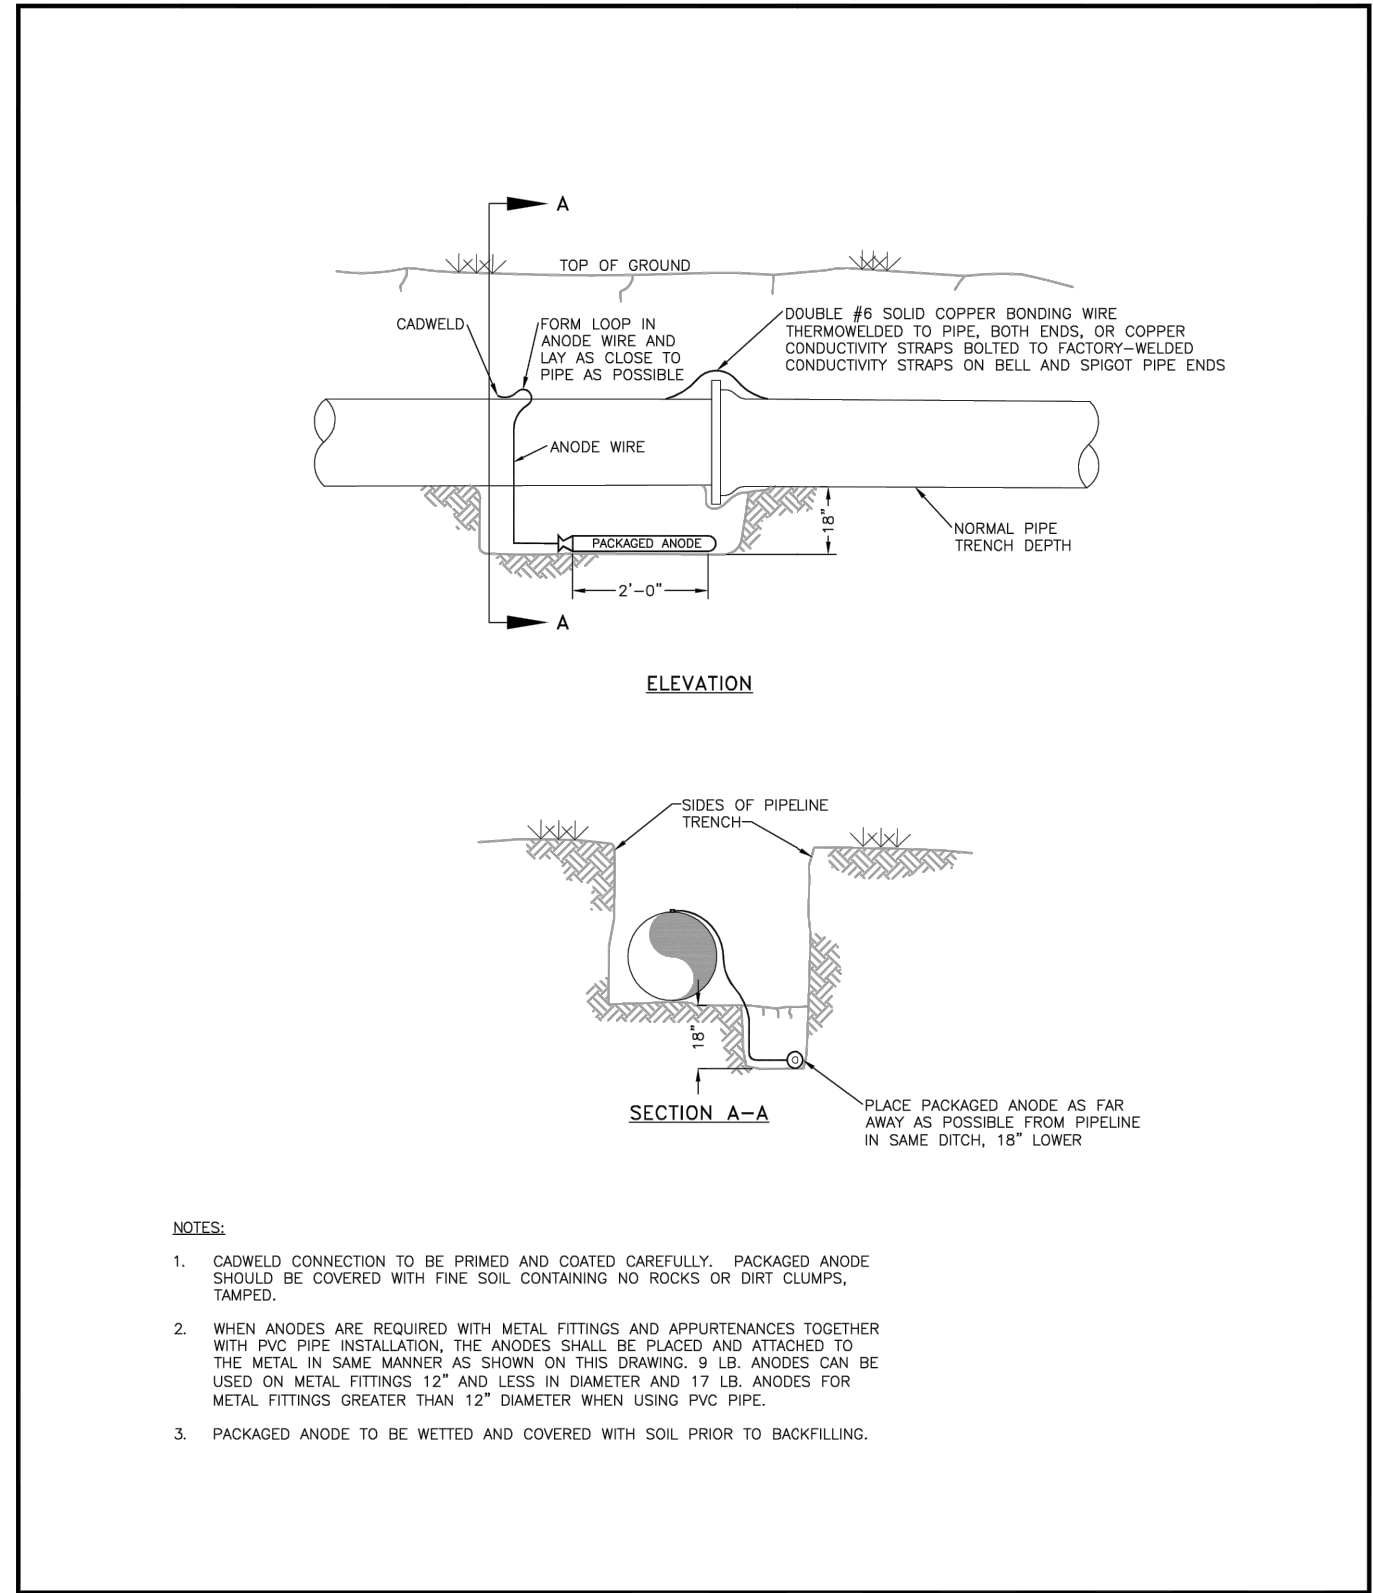 A
TOP OF GROUND
CADWELD
FORM LOOP IN
ANODE WIRE AND
LAY AS CLOSE TO
PIPE AS POSSIBLE
DOUBLE #6 SOLID COPPER BONDING WIRE
THERMOWELDED TO PIPE, BOTH ENDS, OR COPPER
CONDUCTIVITY STRAPS BOLTED TO FACTORY-WELDED
CONDUCTIVITY STRAPS ON BELL AND SPIGOT PIPE ENDS
ANODE WIRE
18"
NORMAL PIPE
TRENCH DEPTH
PACKAGED ANODE
2'-0"
A
ELEVATION
SIDES OF PIPELINE
TRENCH
18"
SECTION A-A
PLACE PACKAGED ANODE AS FAR
AWAY AS POSSIBLE FROM PIPELINE
IN SAME DITCH, 18" LOWER
NOTES:
1. CADWELD CONNECTION TO BE PRIMED AND COATED CAREFULLY. PACKAGED ANODE
SHOULD BE COVERED WITH FINE SOIL CONTAINING NO ROCKS OR DIRT CLUMPS,
TAMPED.
2. WHEN ANODES ARE REQUIRED WITH METAL FITTINGS AND APPURTENANCES TOGETHER
WITH PVC PIPE INSTALLATION, THE ANODES SHALL BE PLACED AND ATTACHED TO
THE METAL IN SAME MANNER AS SHOWN ON THIS DRAWING. 9 LB. ANODES CAN BE
USED ON METAL FITTINGS 12" AND LESS IN DIAMETER AND 17 LB. ANODES FOR
METAL FITTINGS GREATER THAN 12" DIAMETER WHEN USING PVC PIPE.
3. PACKAGED ANODE TO BE WETTED AND COVERED WITH SOIL PRIOR TO BACKFILLING.